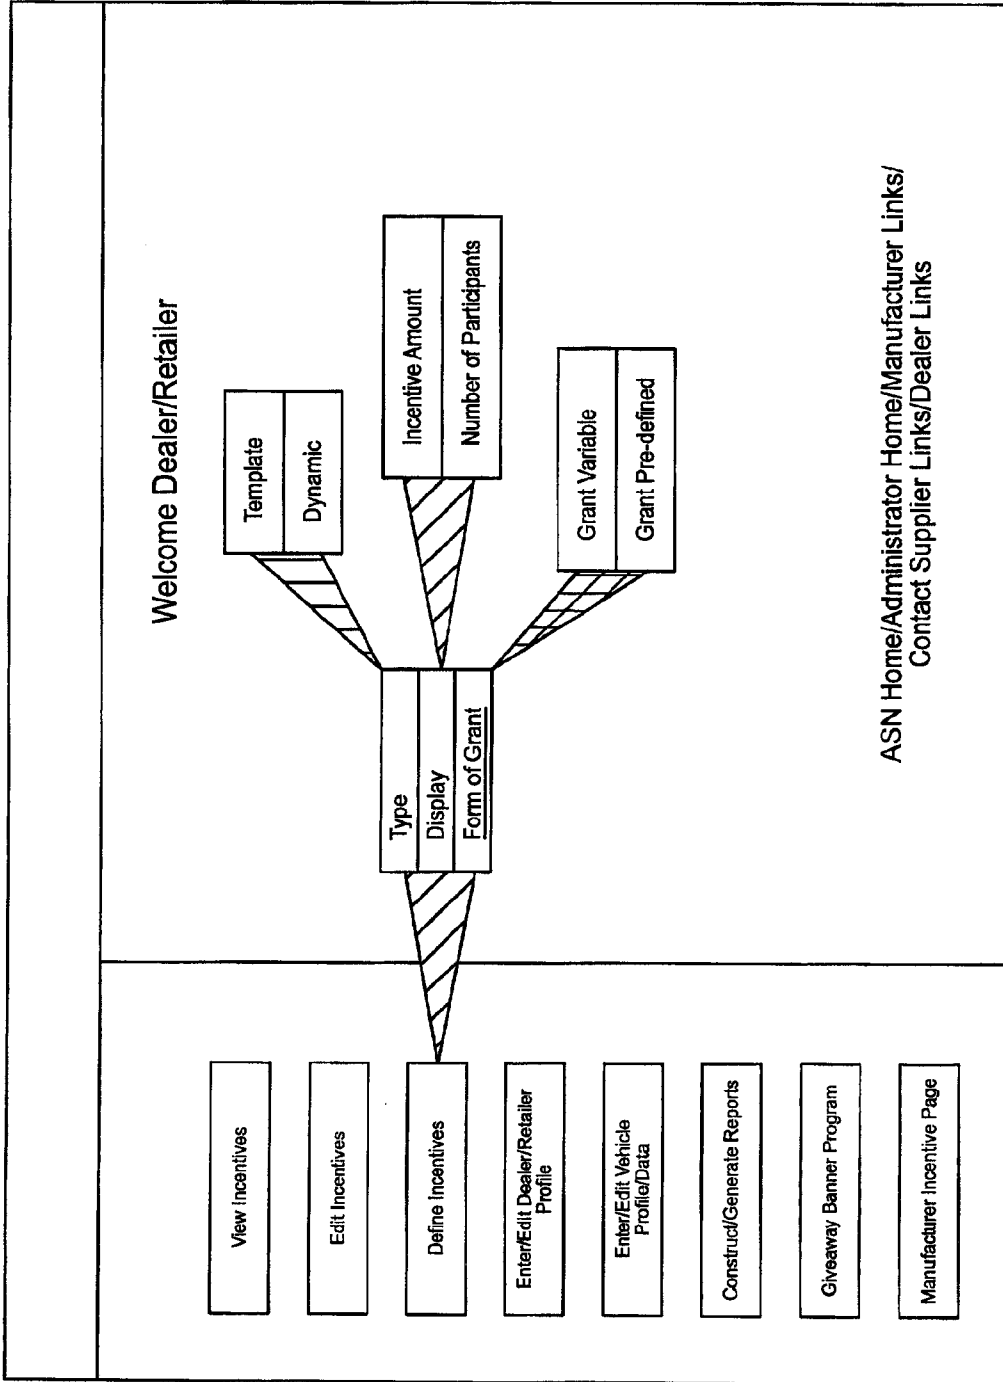 Welcome Dealer/Retailer
View Incentives
Edit Incentives
Define Incentives
Enter/Edit Dealer/Retailer
Profile
Enter/Edit Vehicle
Profile/Data
Construct/Generate Reports
Giveaway Banner Program
Manufacturer Incentive Page
Type
Display
Form of Grant
Template
Dynamic
Incentive Amount
Number of Participants
Grant Variable
Grant Pre-defined
ASN Home/Administrator Home/Manufacturer Links/
Contact Supplier Links/Dealer Links